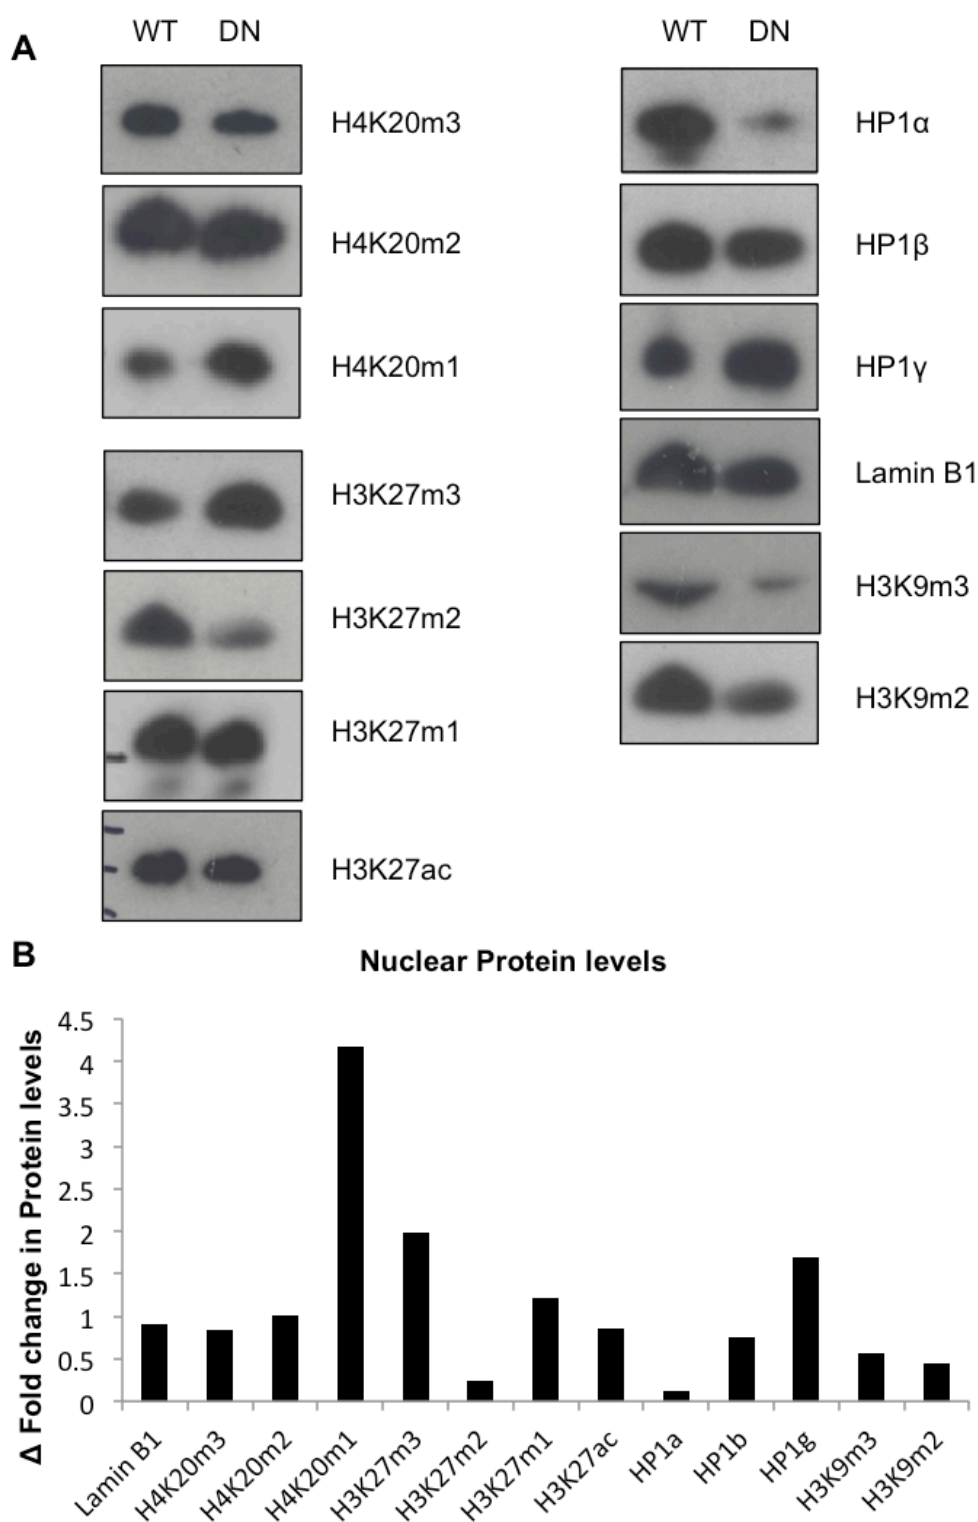 A
WT DN
H4K20m3
H4K20m2
H4K20m1
H3K27m3
H3K27m2
H3K27m1
H3K27ac
WT DN
HP1α
HP1β
HP1γ
Lamin B1
H3K9m3
H3K9m2
B
Nuclear Protein levels
Δ Fold change in Protein levels
4.5
4
3.5
3
2.5
2
1.5
1
0.5
0
Lamin B1
H4K20m3
H4K20m2
H4K20m1
H3K27m3
H3K27m2
H3K27m1
H3K27ac
HP1a
HP1b
HP1g
H3K9m3
H3K9m2